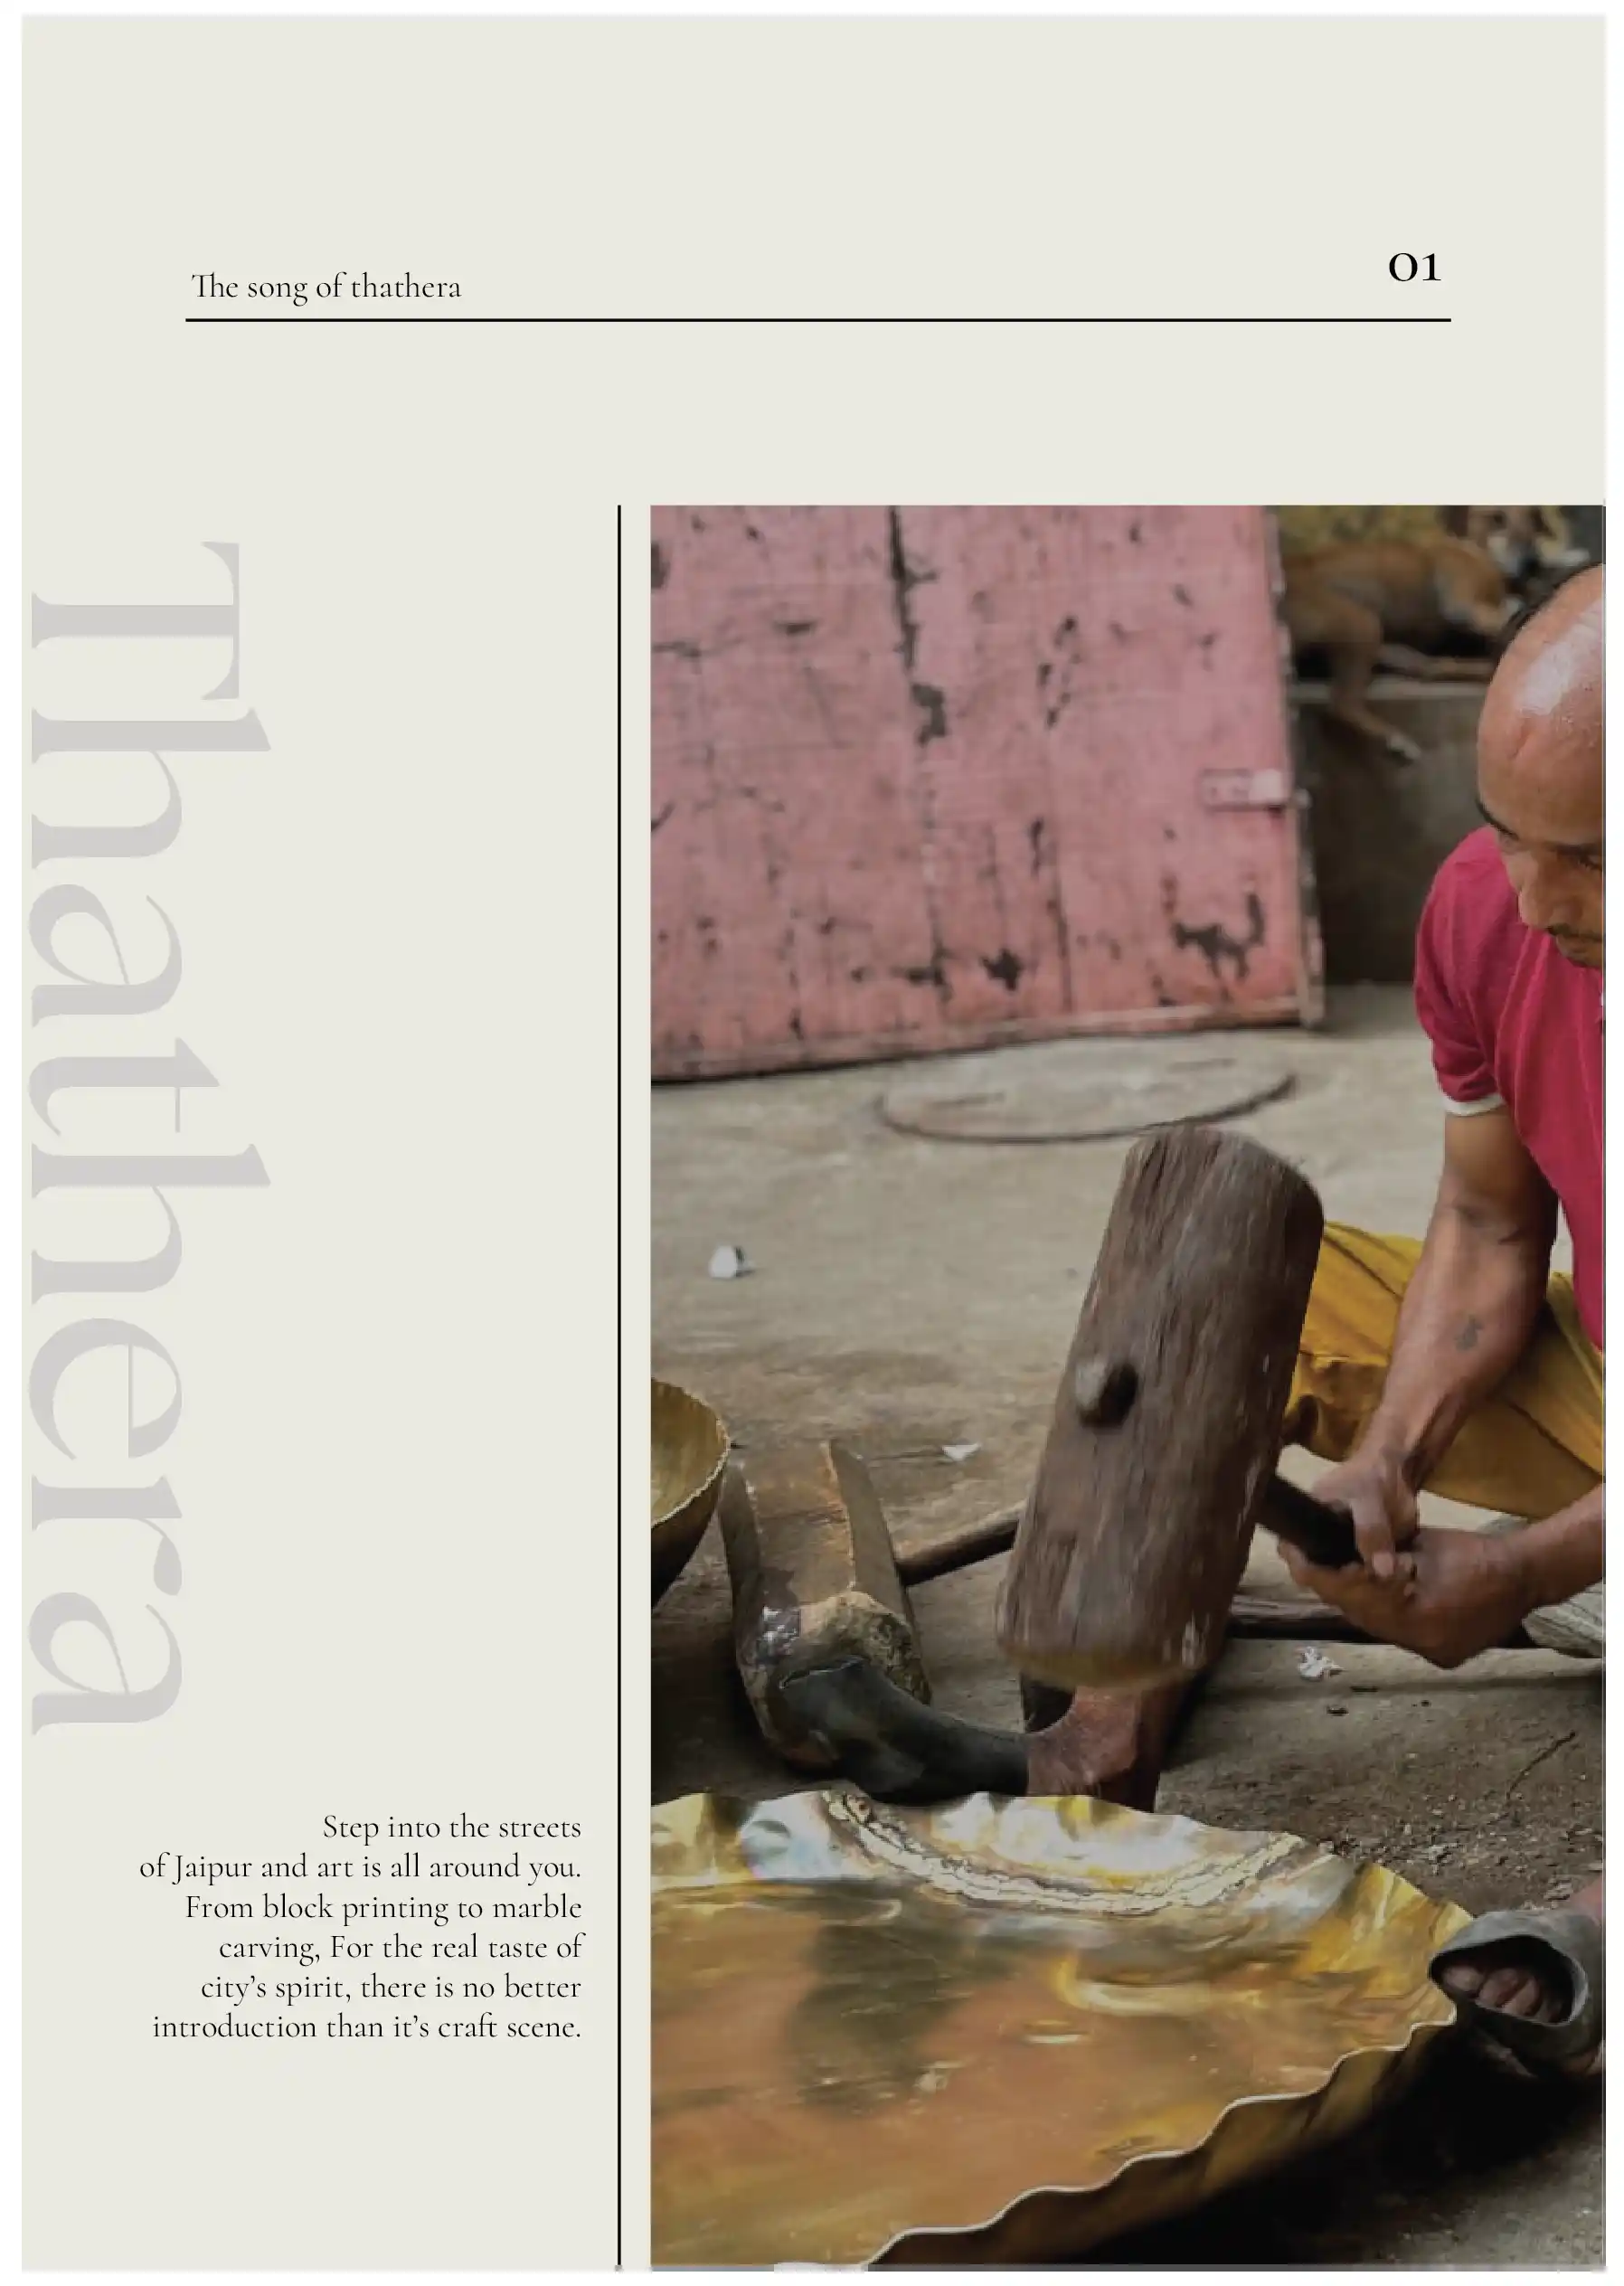 The song of thathera
01
Thathera
Step into the streets
of Jaipur and art is all around you.
From block printing to marble
carving, For the real taste of
city’s spirit, there is no better
introduction than it’s craft scene.